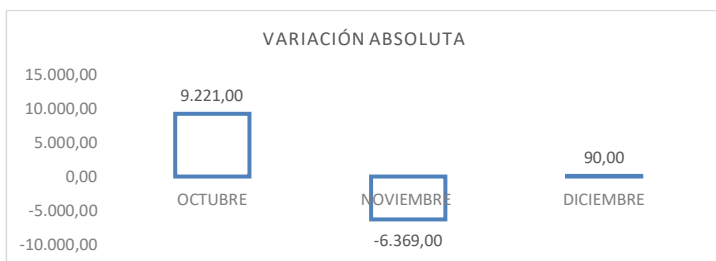 VARIACIÓN ABSOLUTA
15.000,00
10.000,00
5.000,00
0,00
-5.000,00
-10.000,00
9.221,00
-6.369,00
90,00
OCTUBRE
NOVIEMBRE
DICIEMBRE